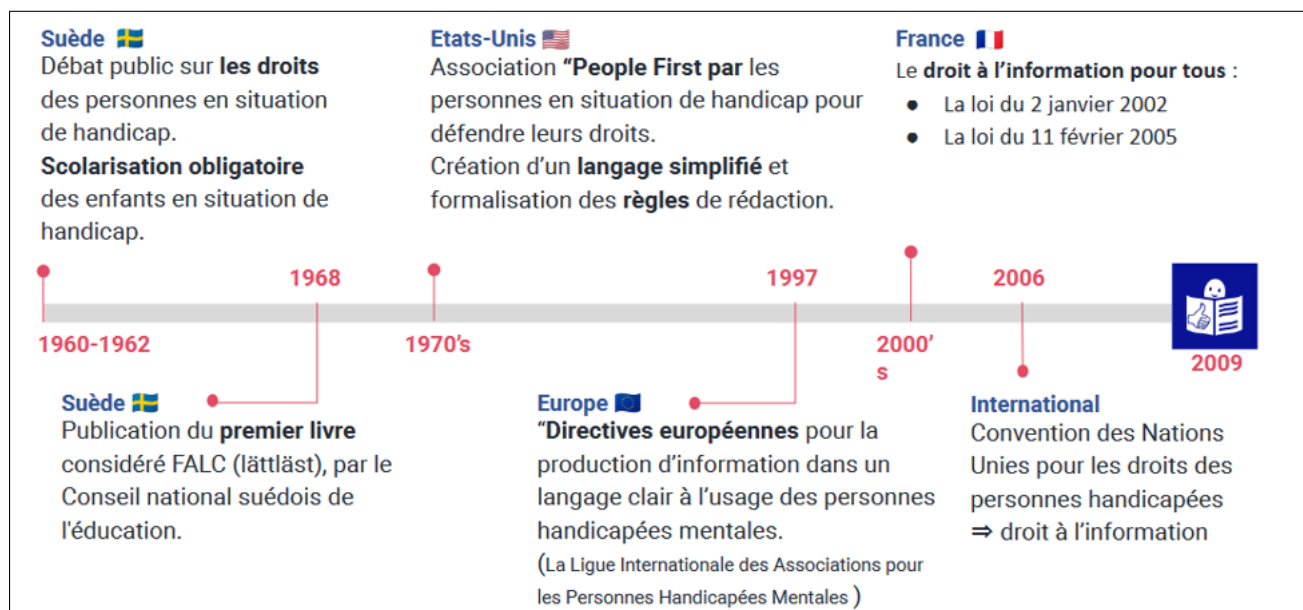 Suède
Débat public sur les droits
des personnes en situation
de handicap.
Scolarisation obligatoire
des enfants en situation de
handicap.
Etats-Unis
Association “People First par les
personnes en situation de handicap pour
défendre leurs droits.
Création d’un langage simplifié et
formalisation des règles de rédaction.
France
Le droit à l’information pour tous :
● La loi du 2 janvier 2002
● La loi du 11 février 2005
1960-1962
1968
1970’s
1997
2000’
s
2006
2009
Suède
Publication du premier livre
considéré FALC (lättläst), par le
Conseil national suédois de
l'éducation.
Europe
“Directives européennes pour la
production d’information dans un
langage clair à l’usage des personnes
handicapées mentales.
(La Ligue Internationale des Associations pour
les Personnes Handicapées Mentales )
International
Convention des Nations
Unies pour les droits des
personnes handicapées
⇒ droit à l’information